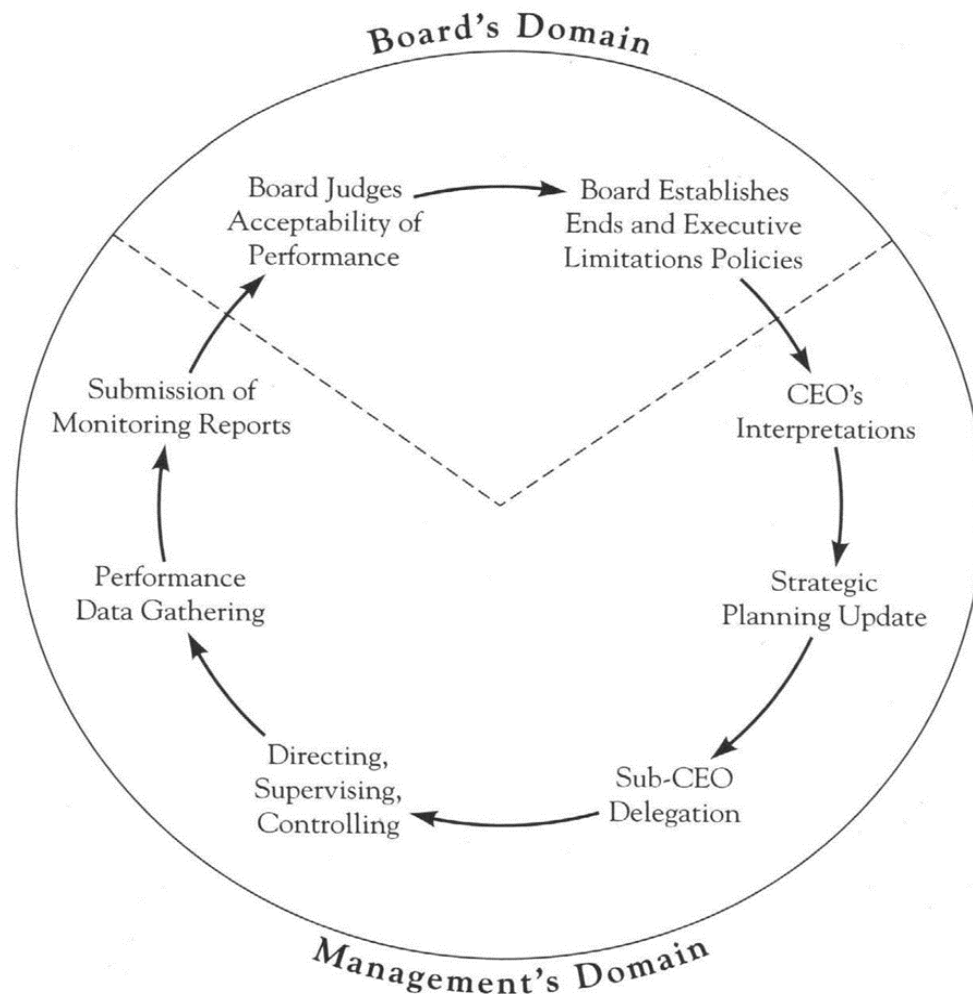 Board's Domain
Board Judges
Acceptability of
Performance
Board Establishes
Ends and Executive
Limitations Policies
CEO's
Interpretations
Strategic
Planning Update
Sub-CEO
Delegation
Directing,
Supervising,
Controlling
Performance
Data Gathering
Submission of
Monitoring Reports
Management's Domain